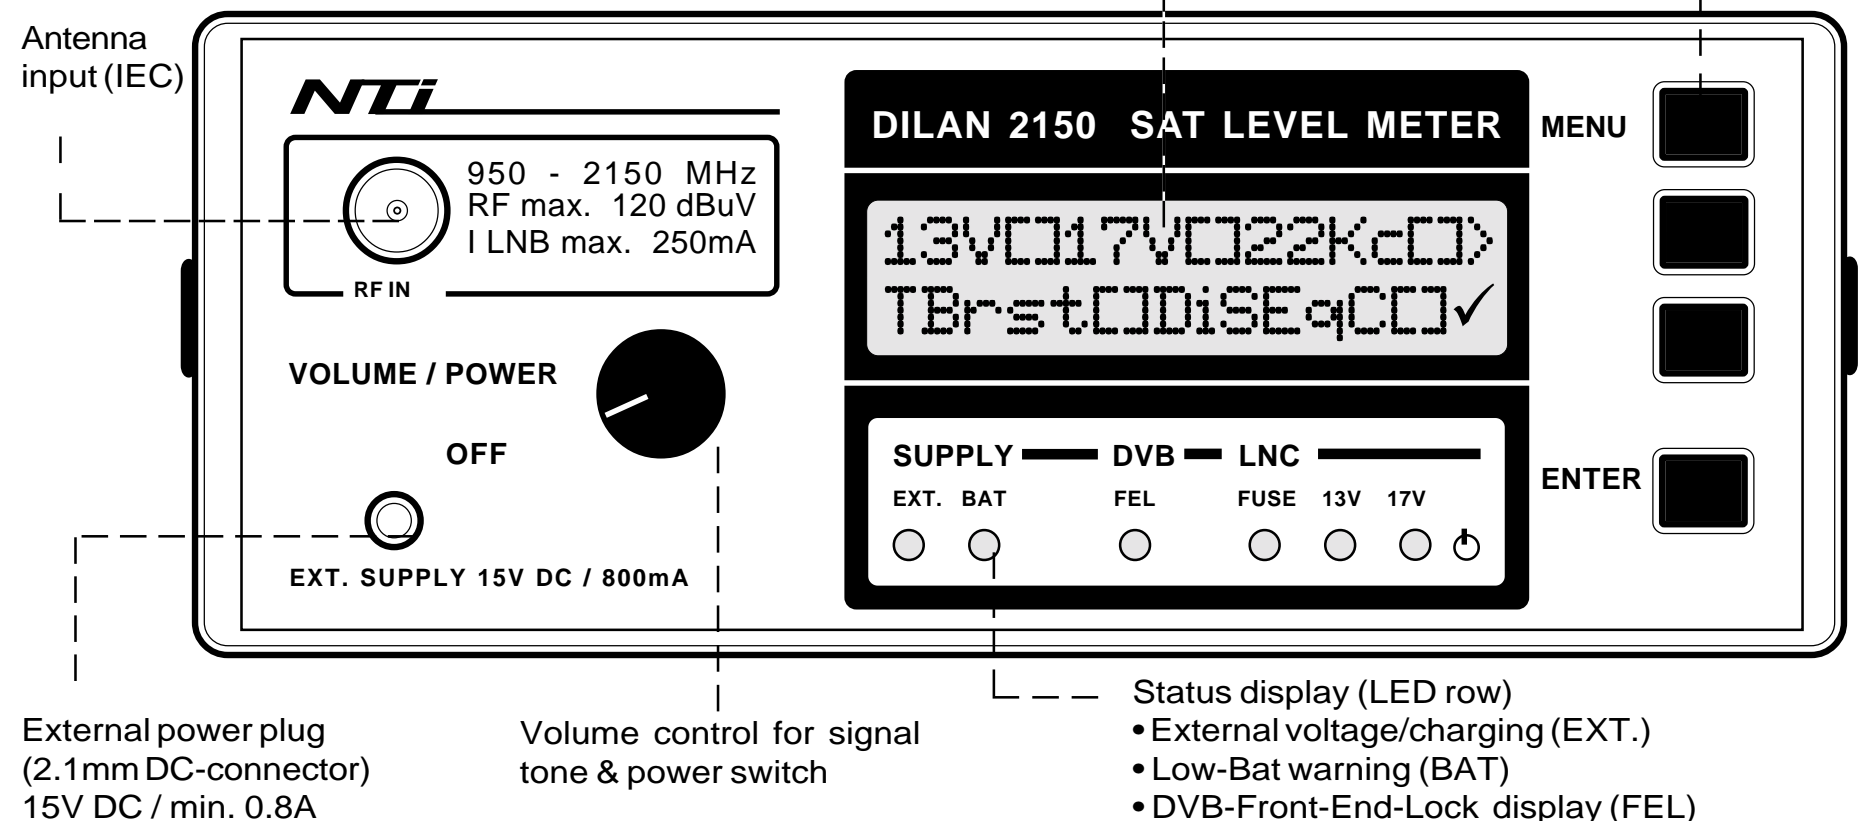 Antenna
input (IEC)
NTi
950 - 2150 MHz
RF max. 120 dBuV
I LNB max. 250mA
RF IN
VOLUME / POWER
OFF
EXT. SUPPLY 15V DC / 800mA
DILAN 2150 SAT LEVEL METER
13V□17V□22Kc□>
TBrst□DiSEqC□✓
SUPPLY DVB LNC
EXT. BAT FEL FUSE 13V 17V
MENU
ENTER
External power plug
(2.1mm DC-connector)
15V DC / min. 0.8A
Volume control for signal
tone & power switch
Status display (LED row)
• External voltage/charging (EXT.)
• Low-Bat warning (BAT)
• DVB-Front-End-Lock display (FEL)